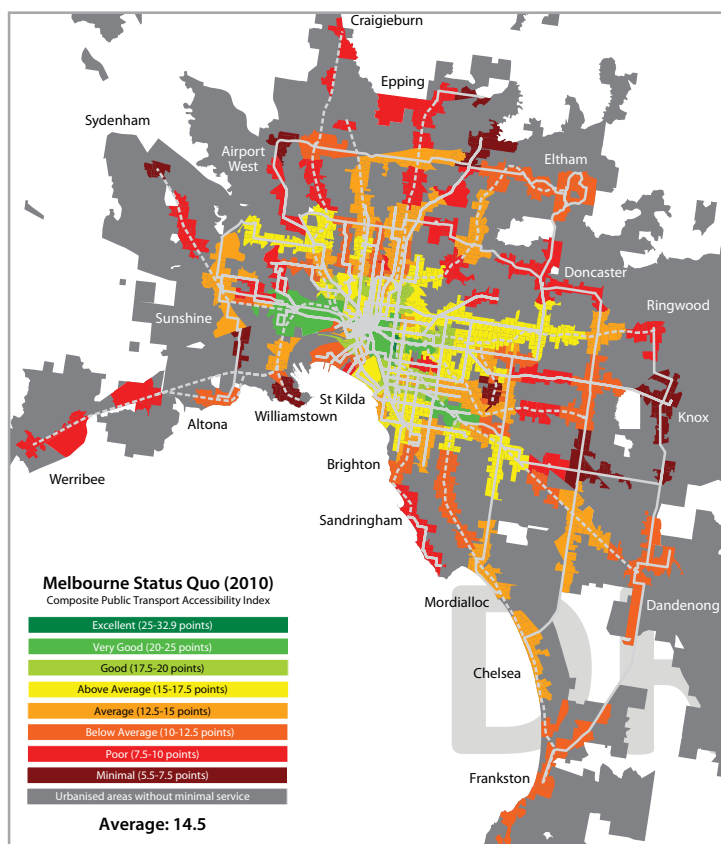 Craigieburn
Epping
Sydenham
Airport
West
Eltham
Doncaster
Ringwood
Sunshine
St Kilda
Knox
Altona
Williamstown
Werribee
Brighton
Sandringham
Melbourne Status Quo (2010)
Composite Public Transport Accessibility Index
Excellent (25-32.9 points)
Very Good (20-25 points)
Good (17.5-20 points)
Above Average (15-17.5 points)
Average (12.5-15 points)
Below Average (10-12.5 points)
Poor (7.5-10 points)
Minimal (5.5-7.5 points)
Urbanised areas without minimal service
Average: 14.5
Mordialloc
Dandenong
Chelsea
Frankston